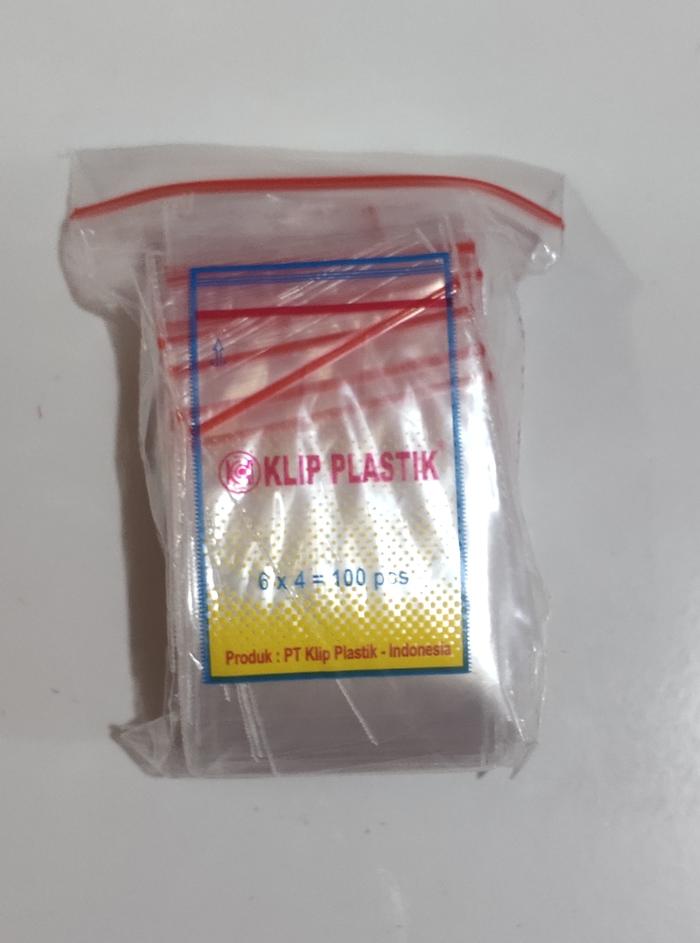 KLIP PLASTIK
6 x 4 = 100 pcs
Produk : PT Klip Plastik - Indonesia